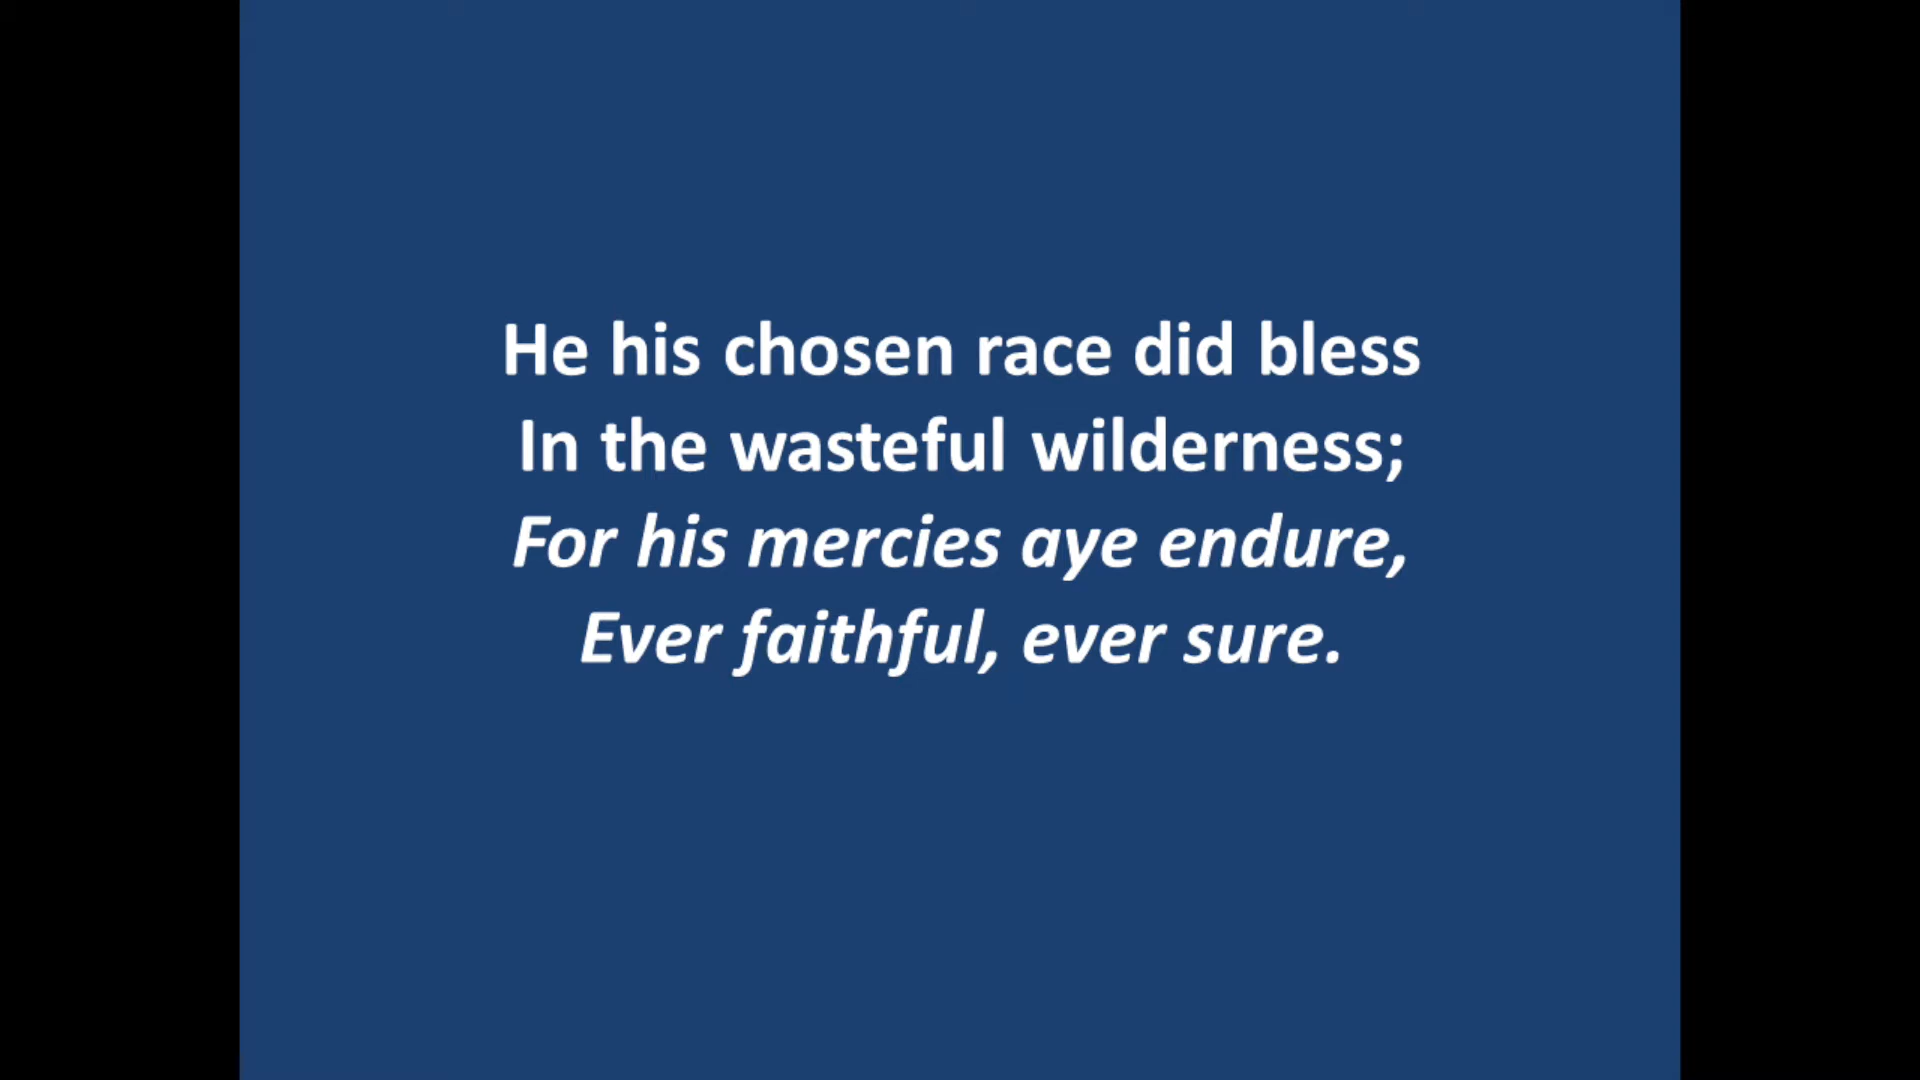 He his chosen race did bless
In the wasteful wilderness;
For his mercies aye endure,
Ever faithful, ever sure.